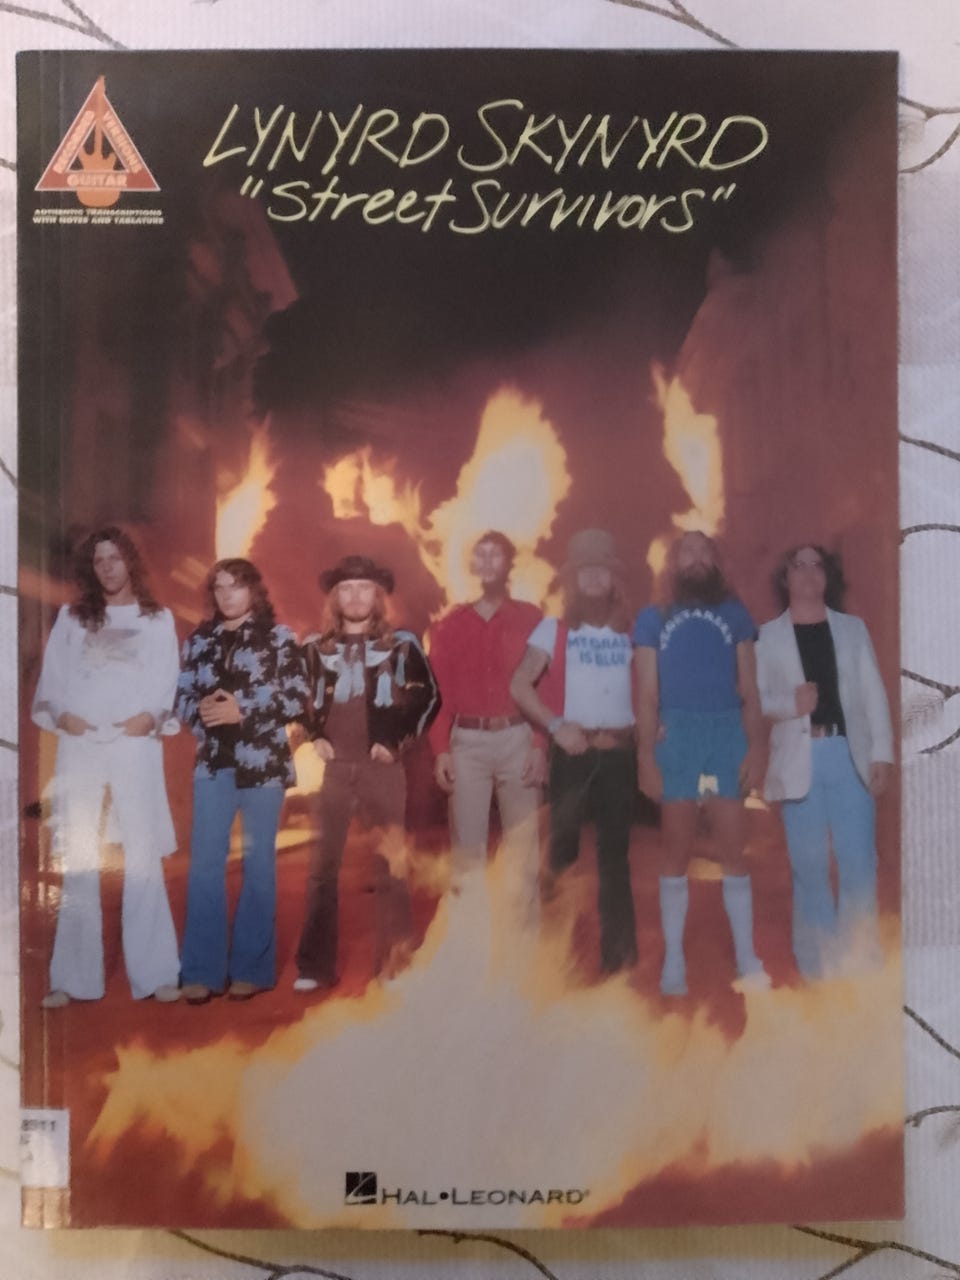 LYNYRD SKYNYRD
"Street Survivors"
RECORDED VERSIONS
GUITAR
AUTHENTIC TRANSCRIPTIONS
WITH NOTES AND TABLATURE
VEGETARIAN
MY GRASS
IS BLUE
HAL•LEONARD®